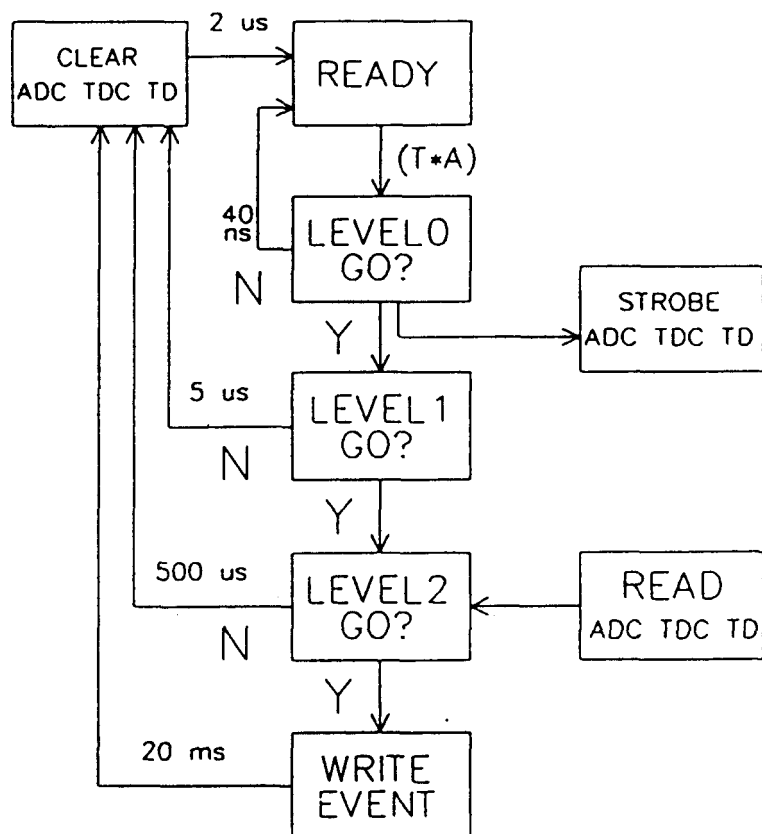 2 us
CLEAR
ADC TDC TD
READY
(T*A)
40
ns
LEVEL0
GO?
N
STROBE
ADC TDC TD
Y
5 us
LEVEL1
GO?
N
Y
500 us
LEVEL2
GO?
READ
ADC TDC TD
N
Y
20 ms
WRITE
EVENT